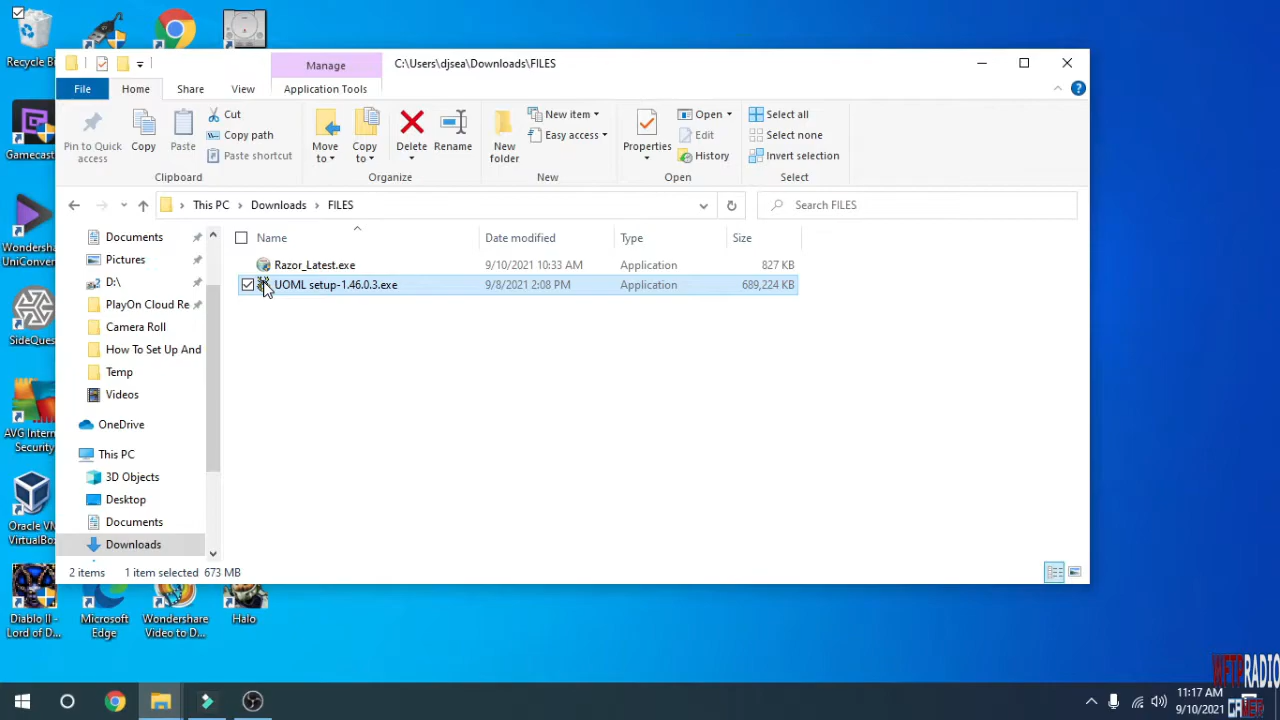 Recycle Bi
Manage
C:\Users\djsea\Downloads\FILES
File
Home
Share
View
Application Tools
Pin to Quick access
Copy
Paste
Cut
Copy path
Paste shortcut
Move to
Copy to
Delete
Rename
New folder
New item
Easy access
Properties
Open
Edit
History
Select all
Select none
Invert selection
Clipboard
Organize
New
Open
Select
This PC
Downloads
FILES
Search FILES
Name
Date modified
Type
Size
Razor_Latest.exe
9/10/2021 10:33 AM
Application
827 KB
UOML setup-1.46.0.3.exe
9/8/2021 2:08 PM
Application
689,224 KB
Documents
Pictures
D:\
PlayOn Cloud Re
Camera Roll
How To Set Up And
Temp
Videos
OneDrive
This PC
3D Objects
Desktop
Documents
Downloads
2 items
1 item selected 673 MB
Gamecast
Wondersha
UniConver
SideQues
AVG Intern
Security
Oracle VM
VirtualBox
Diablo II -
Lord of D...
Microsoft
Edge
Wondershare
Video to D...
Halo
WFTPRADIO
GAMER
11:17 AM
9/10/2021